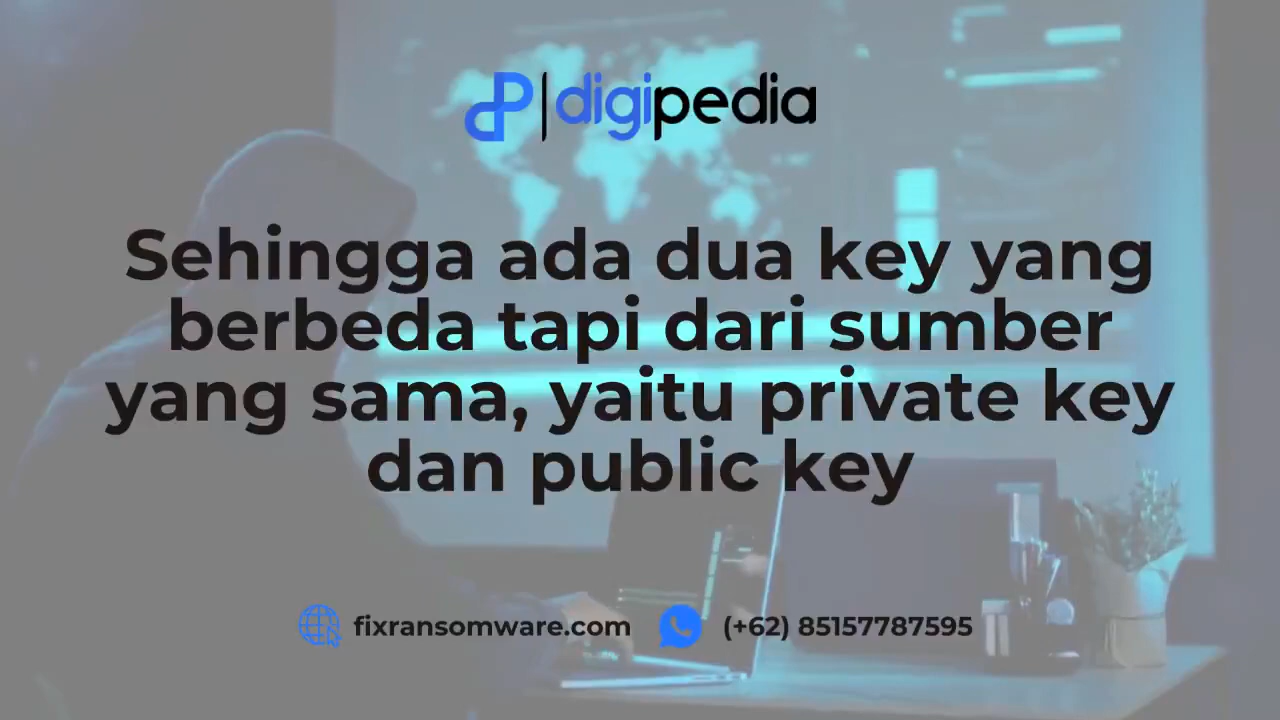 digipedia
Sehingga ada dua key yang
berbeda tapi dari sumber
yang sama, yaitu private key
dan public key
fixransomware.com
(+62) 85157787595